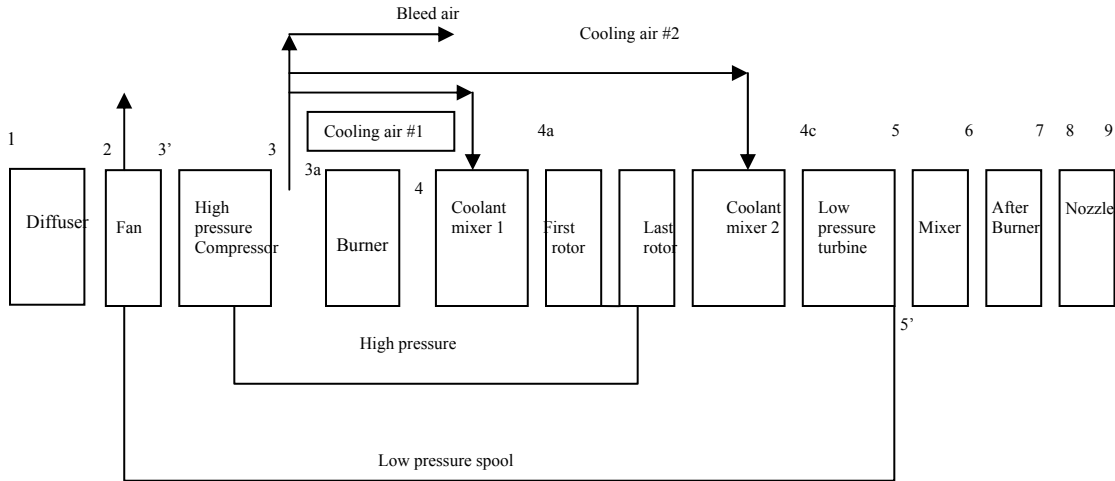 Bleed air
Cooling air #2
Cooling air #1
1
2
3’
3
3a
4
4a
4c
5
6
7
8
9
Diffuser
Fan
High
pressure
Compressor
Burner
Coolant
mixer 1
First
rotor
Last
rotor
Coolant
mixer 2
Low
pressure
turbine
Mixer
After
Burner
Nozzle
5’
High pressure
Low pressure spool